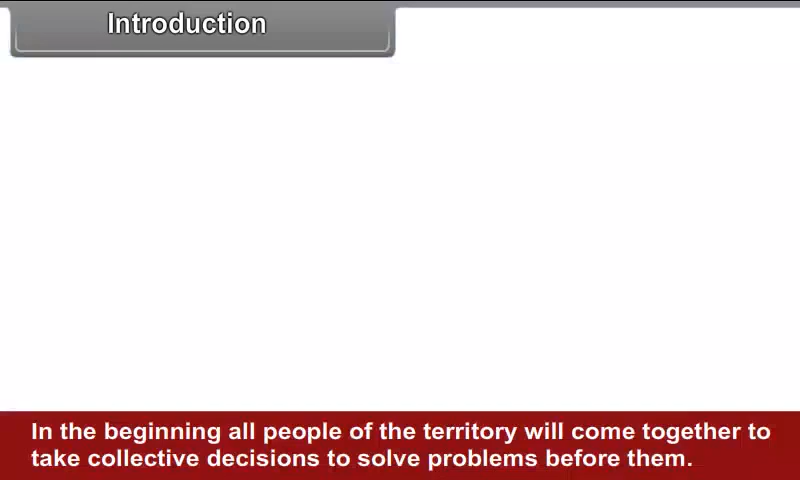 Introduction
In the beginning all people of the territory will come together to
take collective decisions to solve problems before them.